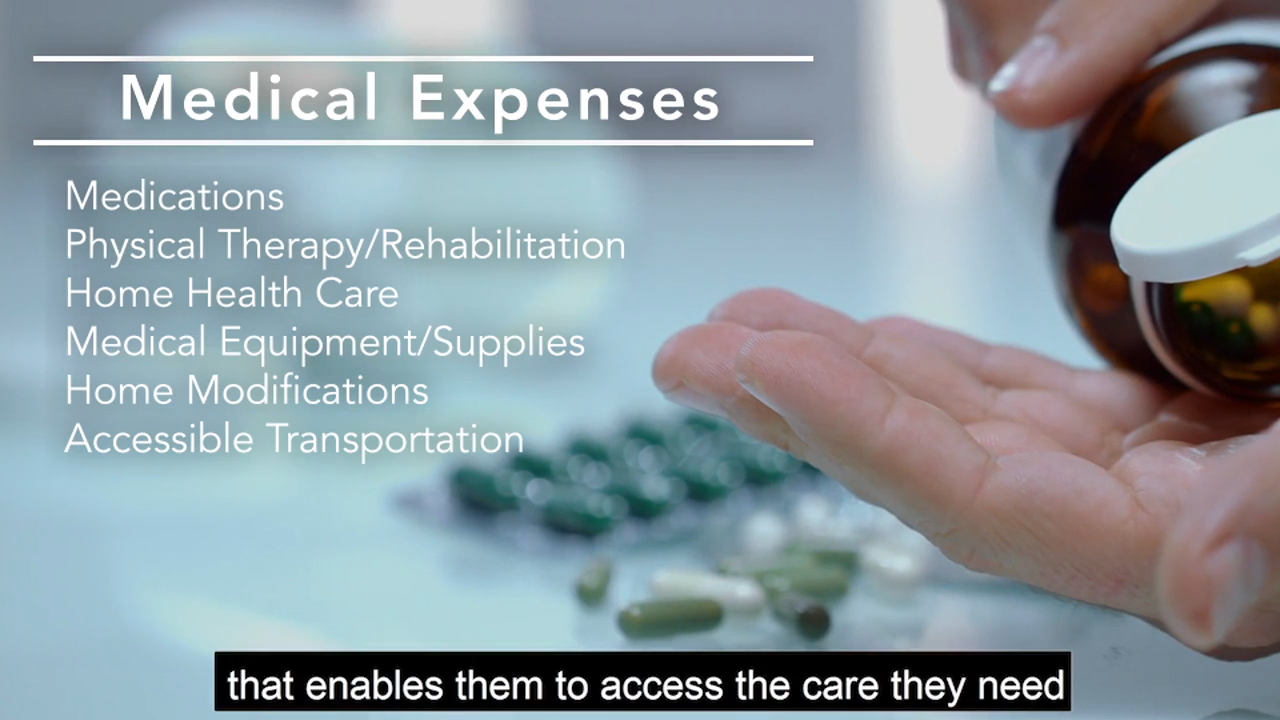 Medical Expenses
Medications
Physical Therapy/Rehabilitation
Home Health Care
Medical Equipment/Supplies
Home Modifications
Accessible Transportation
that enables them to access the care they need